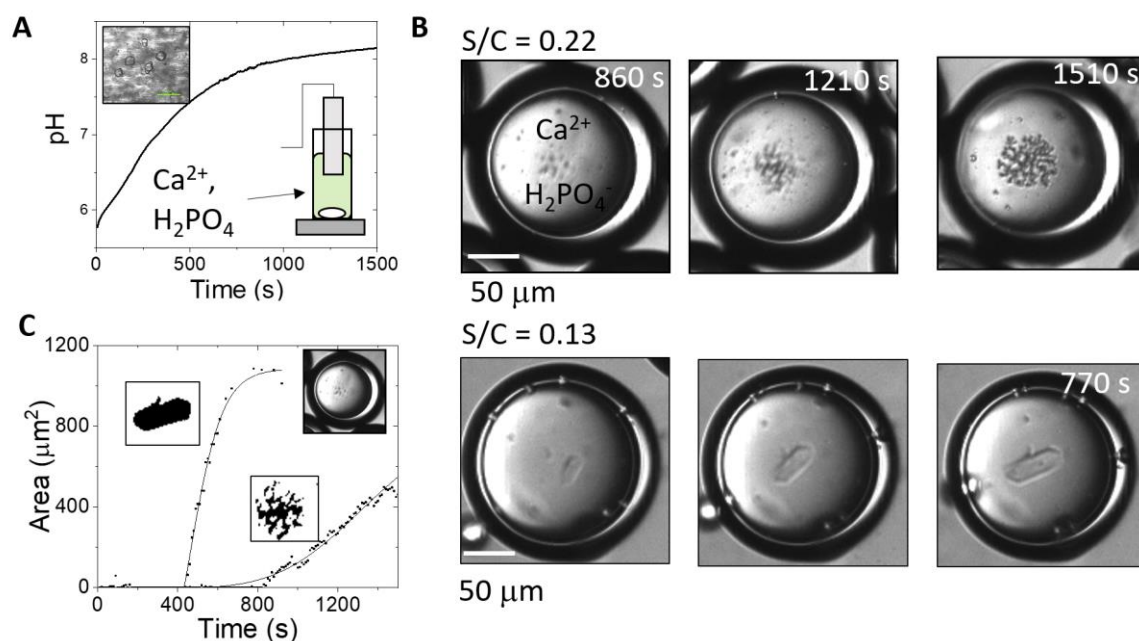 A
8
7
6
pH
Ca²⁺,
H₂PO₄
0 500 1000 1500
Time (s)
B
S/C = 0.22
860 s
1210 s
1510 s
Ca²⁺
H₂PO₄⁻
50 μm
S/C = 0.13
770 s
50 μm
C
1200
800
400
0
Area (μm²)
0 400 800 1200
Time (s)